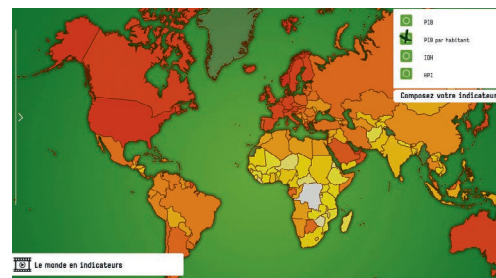 PIB
PIB par habitant
IDH
HPI
Composez votre indicateur
Le monde en indicateurs